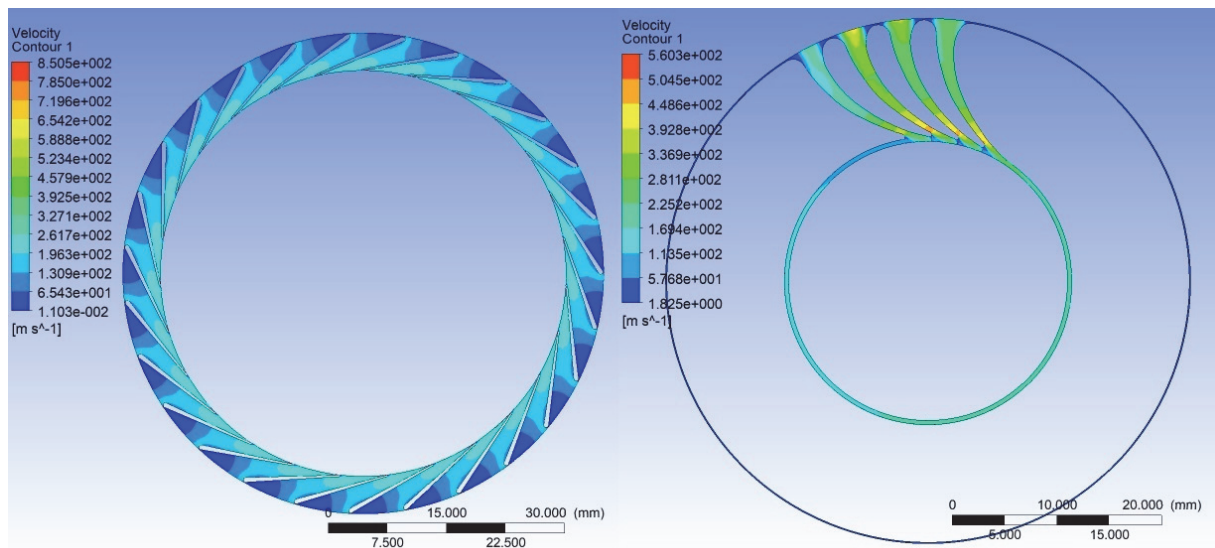 Velocity
Contour 1
8.505e+002
7.850e+002
7.196e+002
6.542e+002
5.888e+002
5.234e+002
4.579e+002
3.925e+002
3.271e+002
2.617e+002
1.963e+002
1.309e+002
6.543e+001
1.103e-002
[m s^-1]
0 15.000 30.000 (mm)
7.500 22.500
Velocity
Contour 1
5.603e+002
5.045e+002
4.486e+002
3.928e+002
3.369e+002
2.811e+002
2.252e+002
1.694e+002
1.135e+002
5.768e+001
1.825e+000
[m s^-1]
0 10.000 20.000 (mm)
5.000 15.000